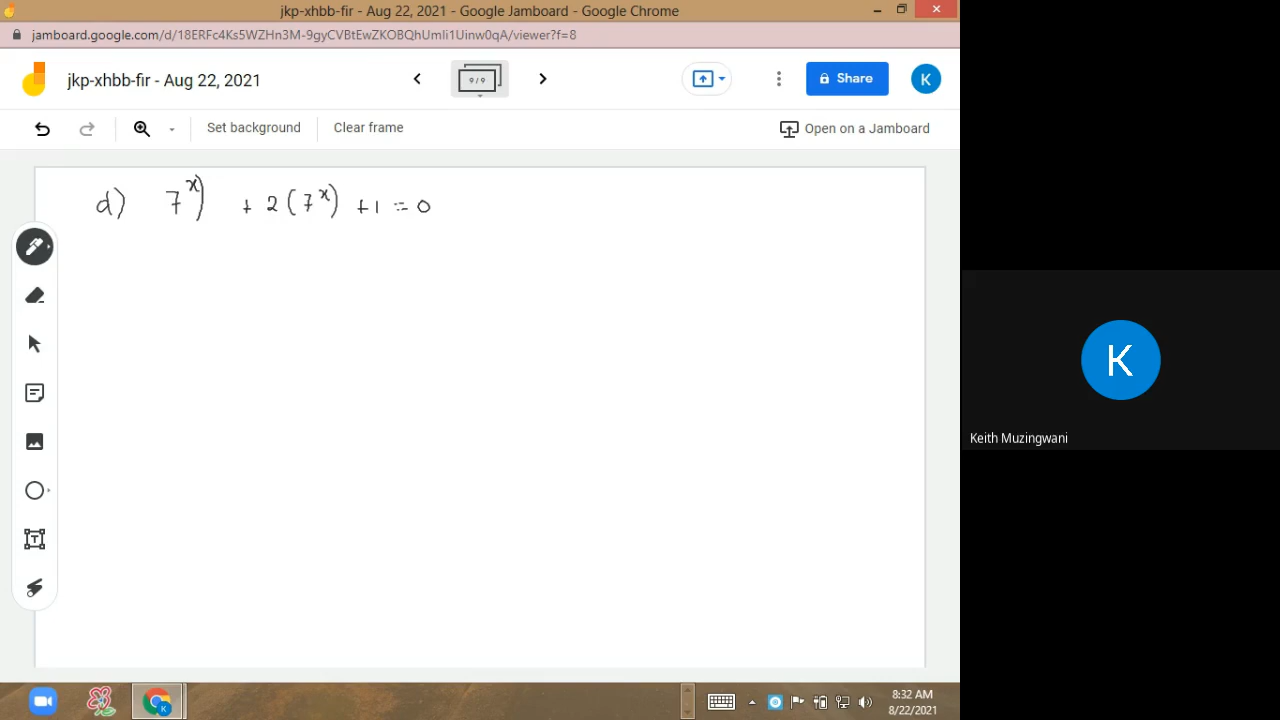 jkp-xhbb-fir - Aug 22, 2021 - Google Jamboard - Google Chrome
jamboard.google.com/d/18ERFc4Ks5WZHn3M-9gyCVBtEwZKOBQhUmli1Uinw0qA/viewer?f=8
jkp-xhbb-fir - Aug 22, 2021
9 / 9
Share
K
Set background
Clear frame
Open on a Jamboard
d) 7^x) + 2(7^x) + 1 = 0
K
Keith Muzingwani
8:32 AM
8/22/2021